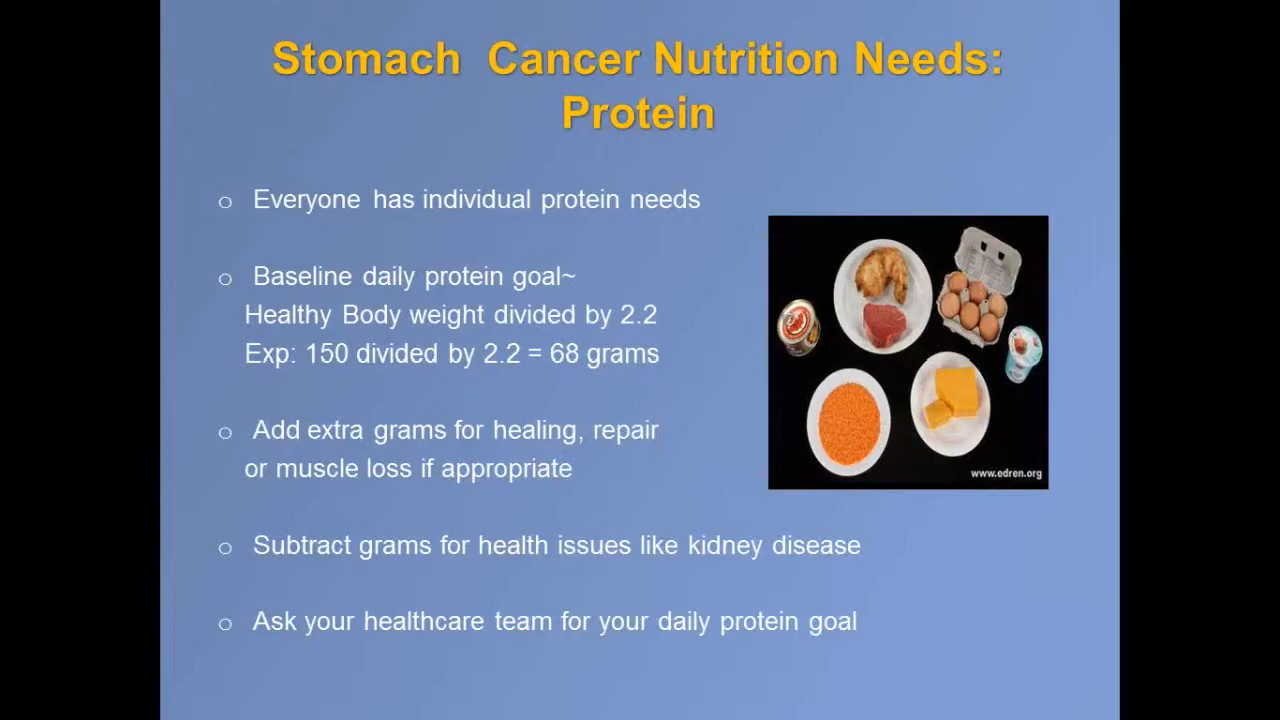 Stomach Cancer Nutrition Needs:
Protein
o Everyone has individual protein needs
o Baseline daily protein goal~
Healthy Body weight divided by 2.2
Exp: 150 divided by 2.2 = 68 grams
o Add extra grams for healing, repair
or muscle loss if appropriate
o Subtract grams for health issues like kidney disease
o Ask your healthcare team for your daily protein goal
www.edren.org